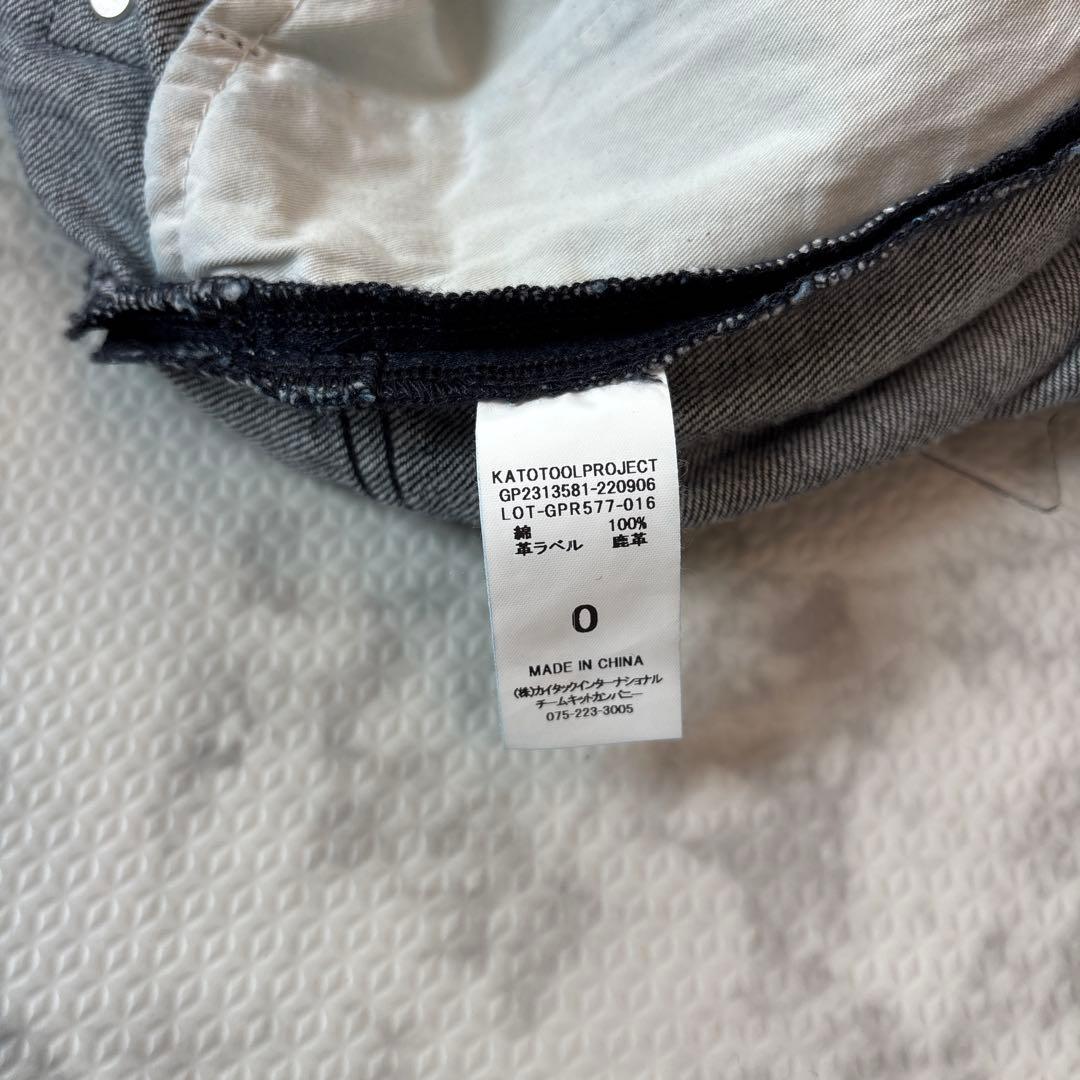 KATOTOOLPROJECT
GP2313581-220906
LOT-GPR577-016
綿 100%
革ラベル 鹿革
0
MADE IN CHINA
(株)カイタックインターナショナル
チームキットカンパニー
075-223-3005